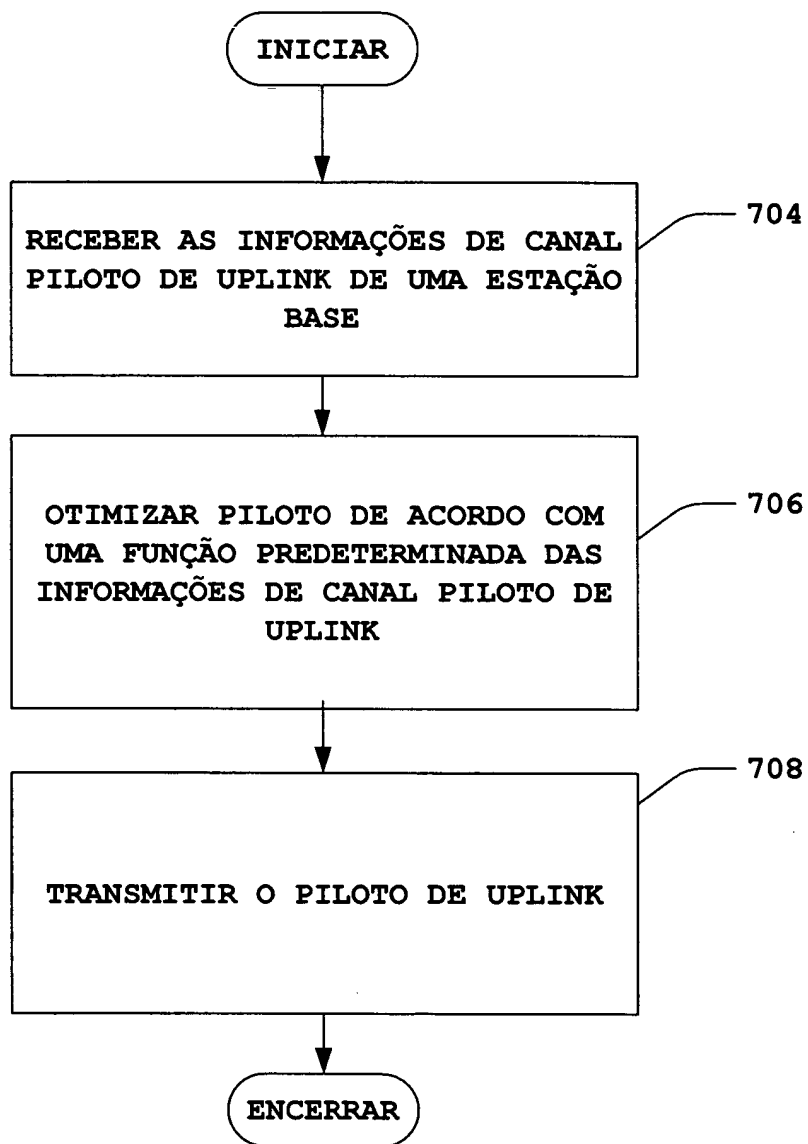 INICIAR
704
RECEBER AS INFORMAÇÕES DE CANAL
PILOTO DE UPLINK DE UMA ESTAÇÃO
BASE
706
OTIMIZAR PILOTO DE ACORDO COM
UMA FUNÇÃO PREDETERMINADA DAS
INFORMAÇÕES DE CANAL PILOTO DE
UPLINK
708
TRANSMITIR O PILOTO DE UPLINK
ENCERRAR